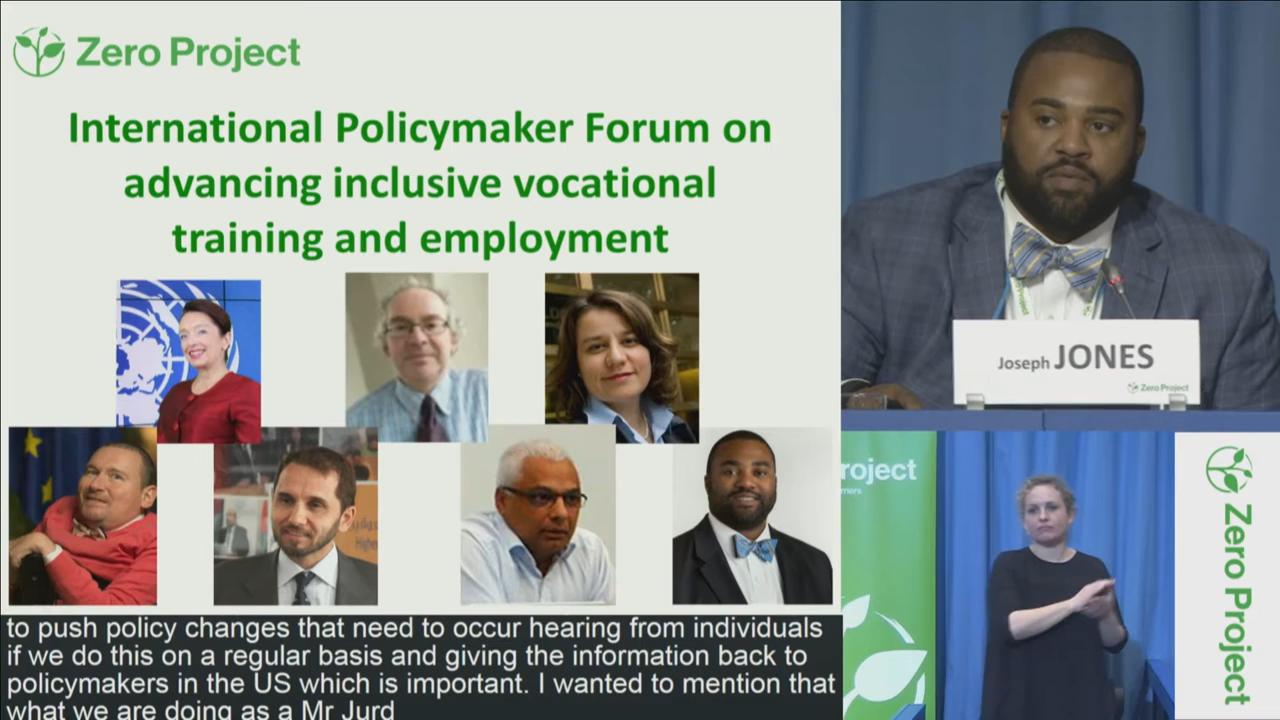 Zero Project
International Policymaker Forum on
advancing inclusive vocational
training and employment
to push policy changes that need to occur hearing from individuals
if we do this on a regular basis and giving the information back to
policymakers in the US which is important. I wanted to mention that
what we are doing as a Mr Jurd
Joseph JONES
Zero Project
roject
rriers
Zero Project